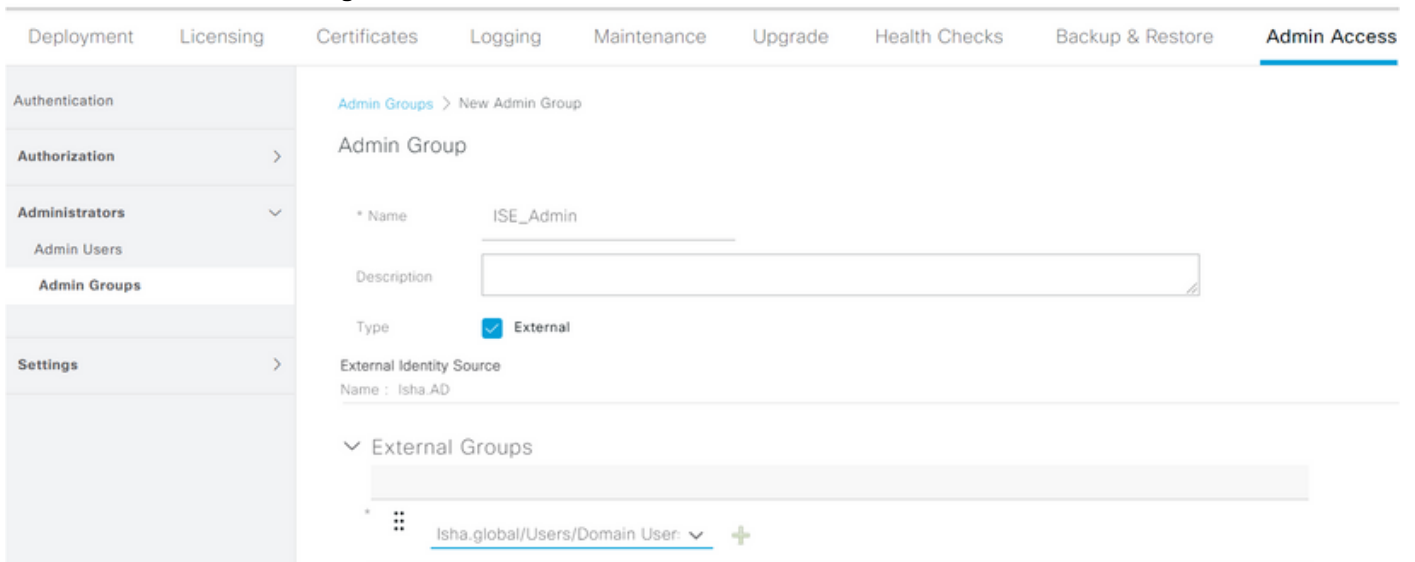 Deployment Licensing Certificates Logging Maintenance Upgrade Health Checks Backup & Restore Admin Access
Authentication
Authorization >
Administrators
Admin Users
Admin Groups
Settings >
Admin Groups > New Admin Group
Admin Group
* Name ISE_Admin
Description
Type External
External Identity Source
Name : Isha.AD
External Groups
* Isha.global/Users/Domain User